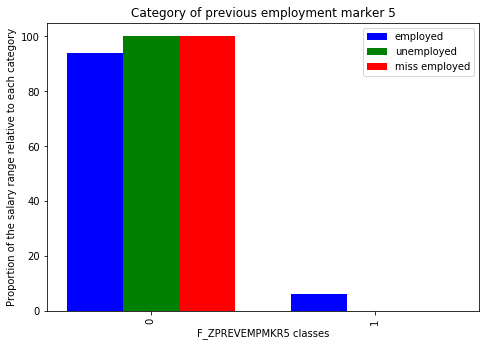 Category of previous employment marker 5
Proportion of the salary range relative to each category
100
80
60
40
20
0
employed
unemployed
miss employed
0
1
F_ZPREVEMPMKR5 classes